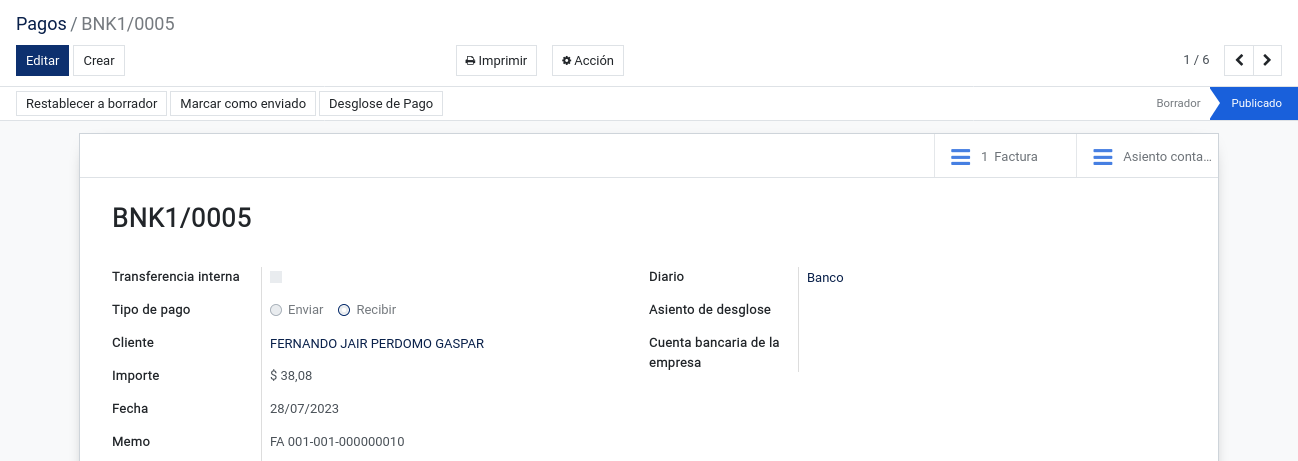 Pagos / BNK1/0005
Editar Crear Imprimir Acción 1 / 6
Restablecer a borrador Marcar como enviado Desglose de Pago Borrador Publicado
1 Factura Asiento conta...
BNK1/0005
Transferencia interna Diario Banco
Tipo de pago Enviar Recibir Asiento de desglose
Cliente FERNANDO JAIR PERDOMO GASPAR Cuenta bancaria de la
empresa
Importe $ 38,08
Fecha 28/07/2023
Memo FA 001-001-000000010